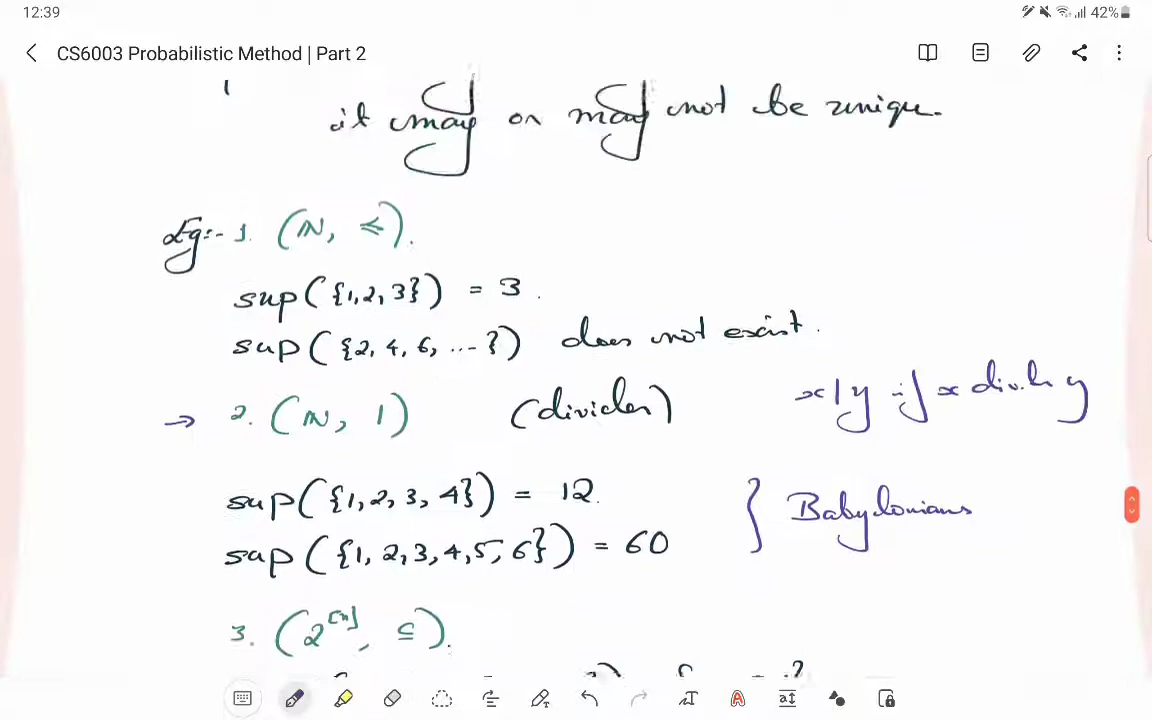 12:39 42%
CS6003 Probabilistic Method | Part 2
it may or may not be unique.
Eg:- 1. (ℕ, ≤).
sup({1,2,3}) = 3.
sup({2, 4, 6, ...}) does not exist.
→ 2. (ℕ, |) (divides) x|y if x divides y
sup({1,2,3,4}) = 12.
sup({1,2,3,4,5,6}) = 60 } Babylonians
3. (2^[n], ⊆).